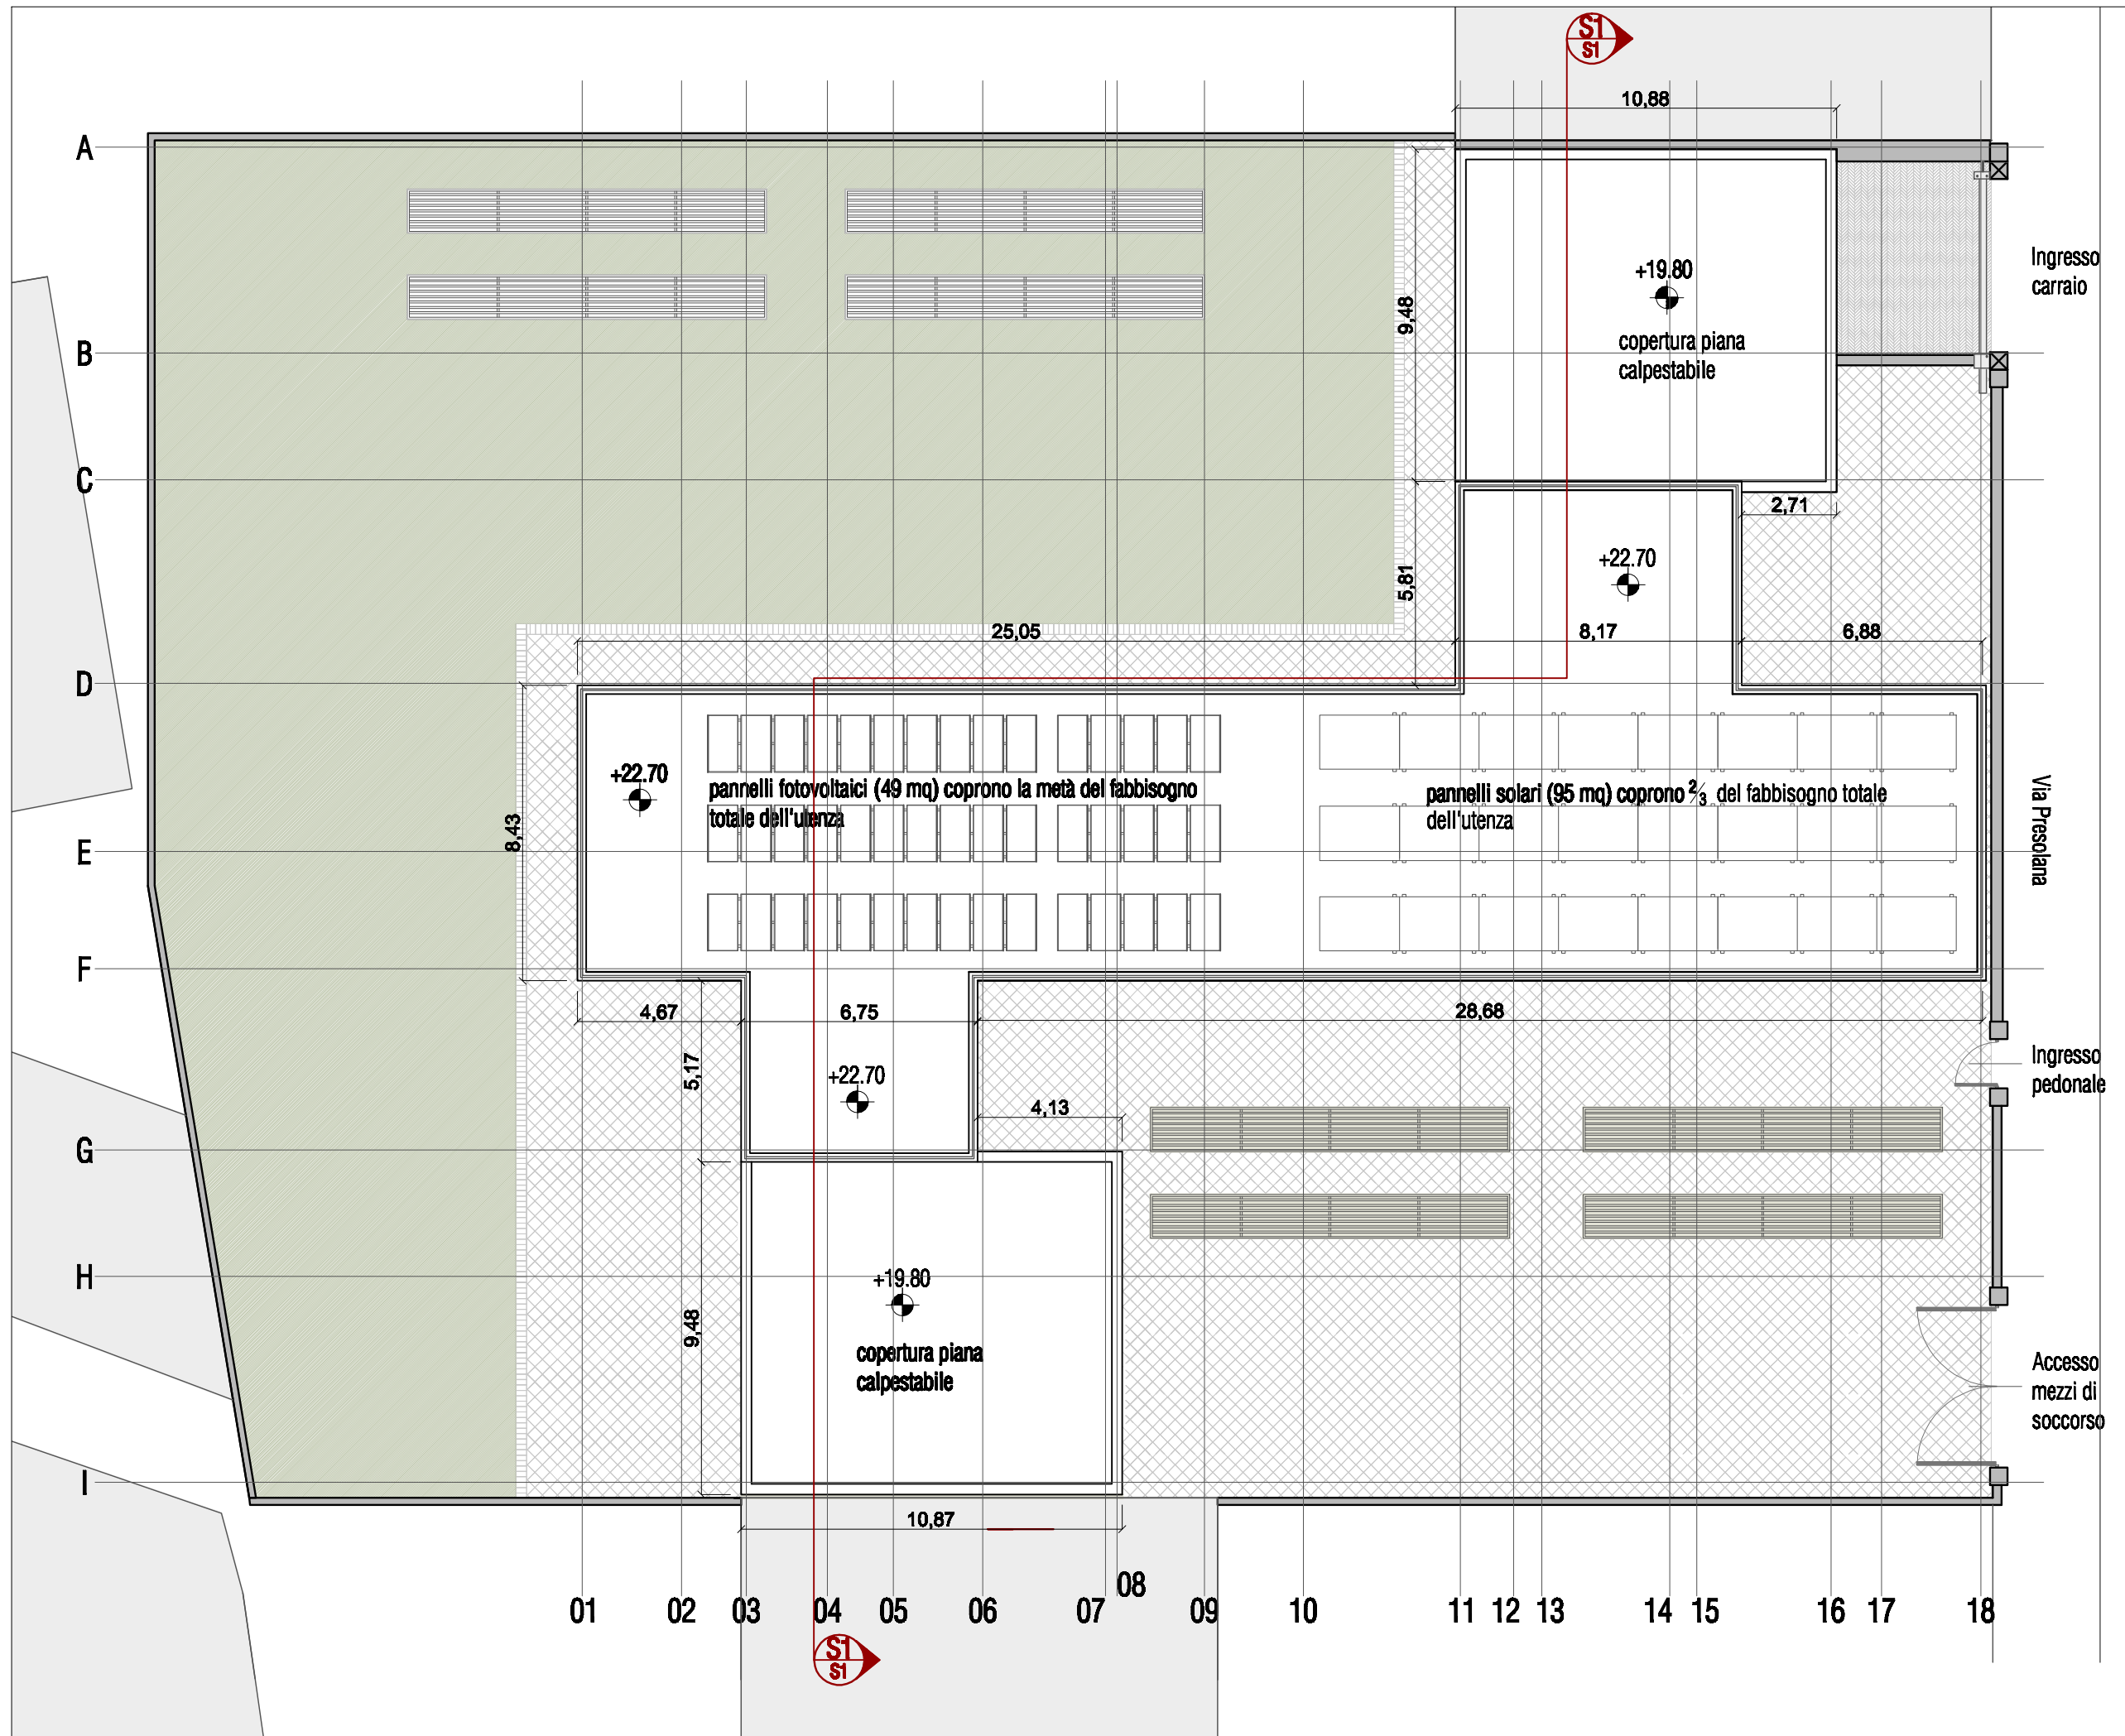 S1
S1
10,88
A
Ingresso
carraio
+19.80
9,48
copertura piana
calpestabile
B
C
2,71
+22.70
5,81
25,05
8,17
6,88
D
+22.70
pannelli fotovoltaici (49 mq) coprono la metà del fabbisogno
totale dell'utenza
pannelli solari (95 mq) coprono 2/3 del fabbisogno totale
dell'utenza
Via Presolana
8,43
E
F
4,67
6,75
28,68
5,17
+22.70
Ingresso
pedonale
4,13
G
H
+19.80
9,48
copertura piana
calpestabile
Accesso
mezzi di
soccorso
I
10,87
08
01 02 03 04 05 06 07 09 10 11 12 13 14 15 16 17 18
S1
S1